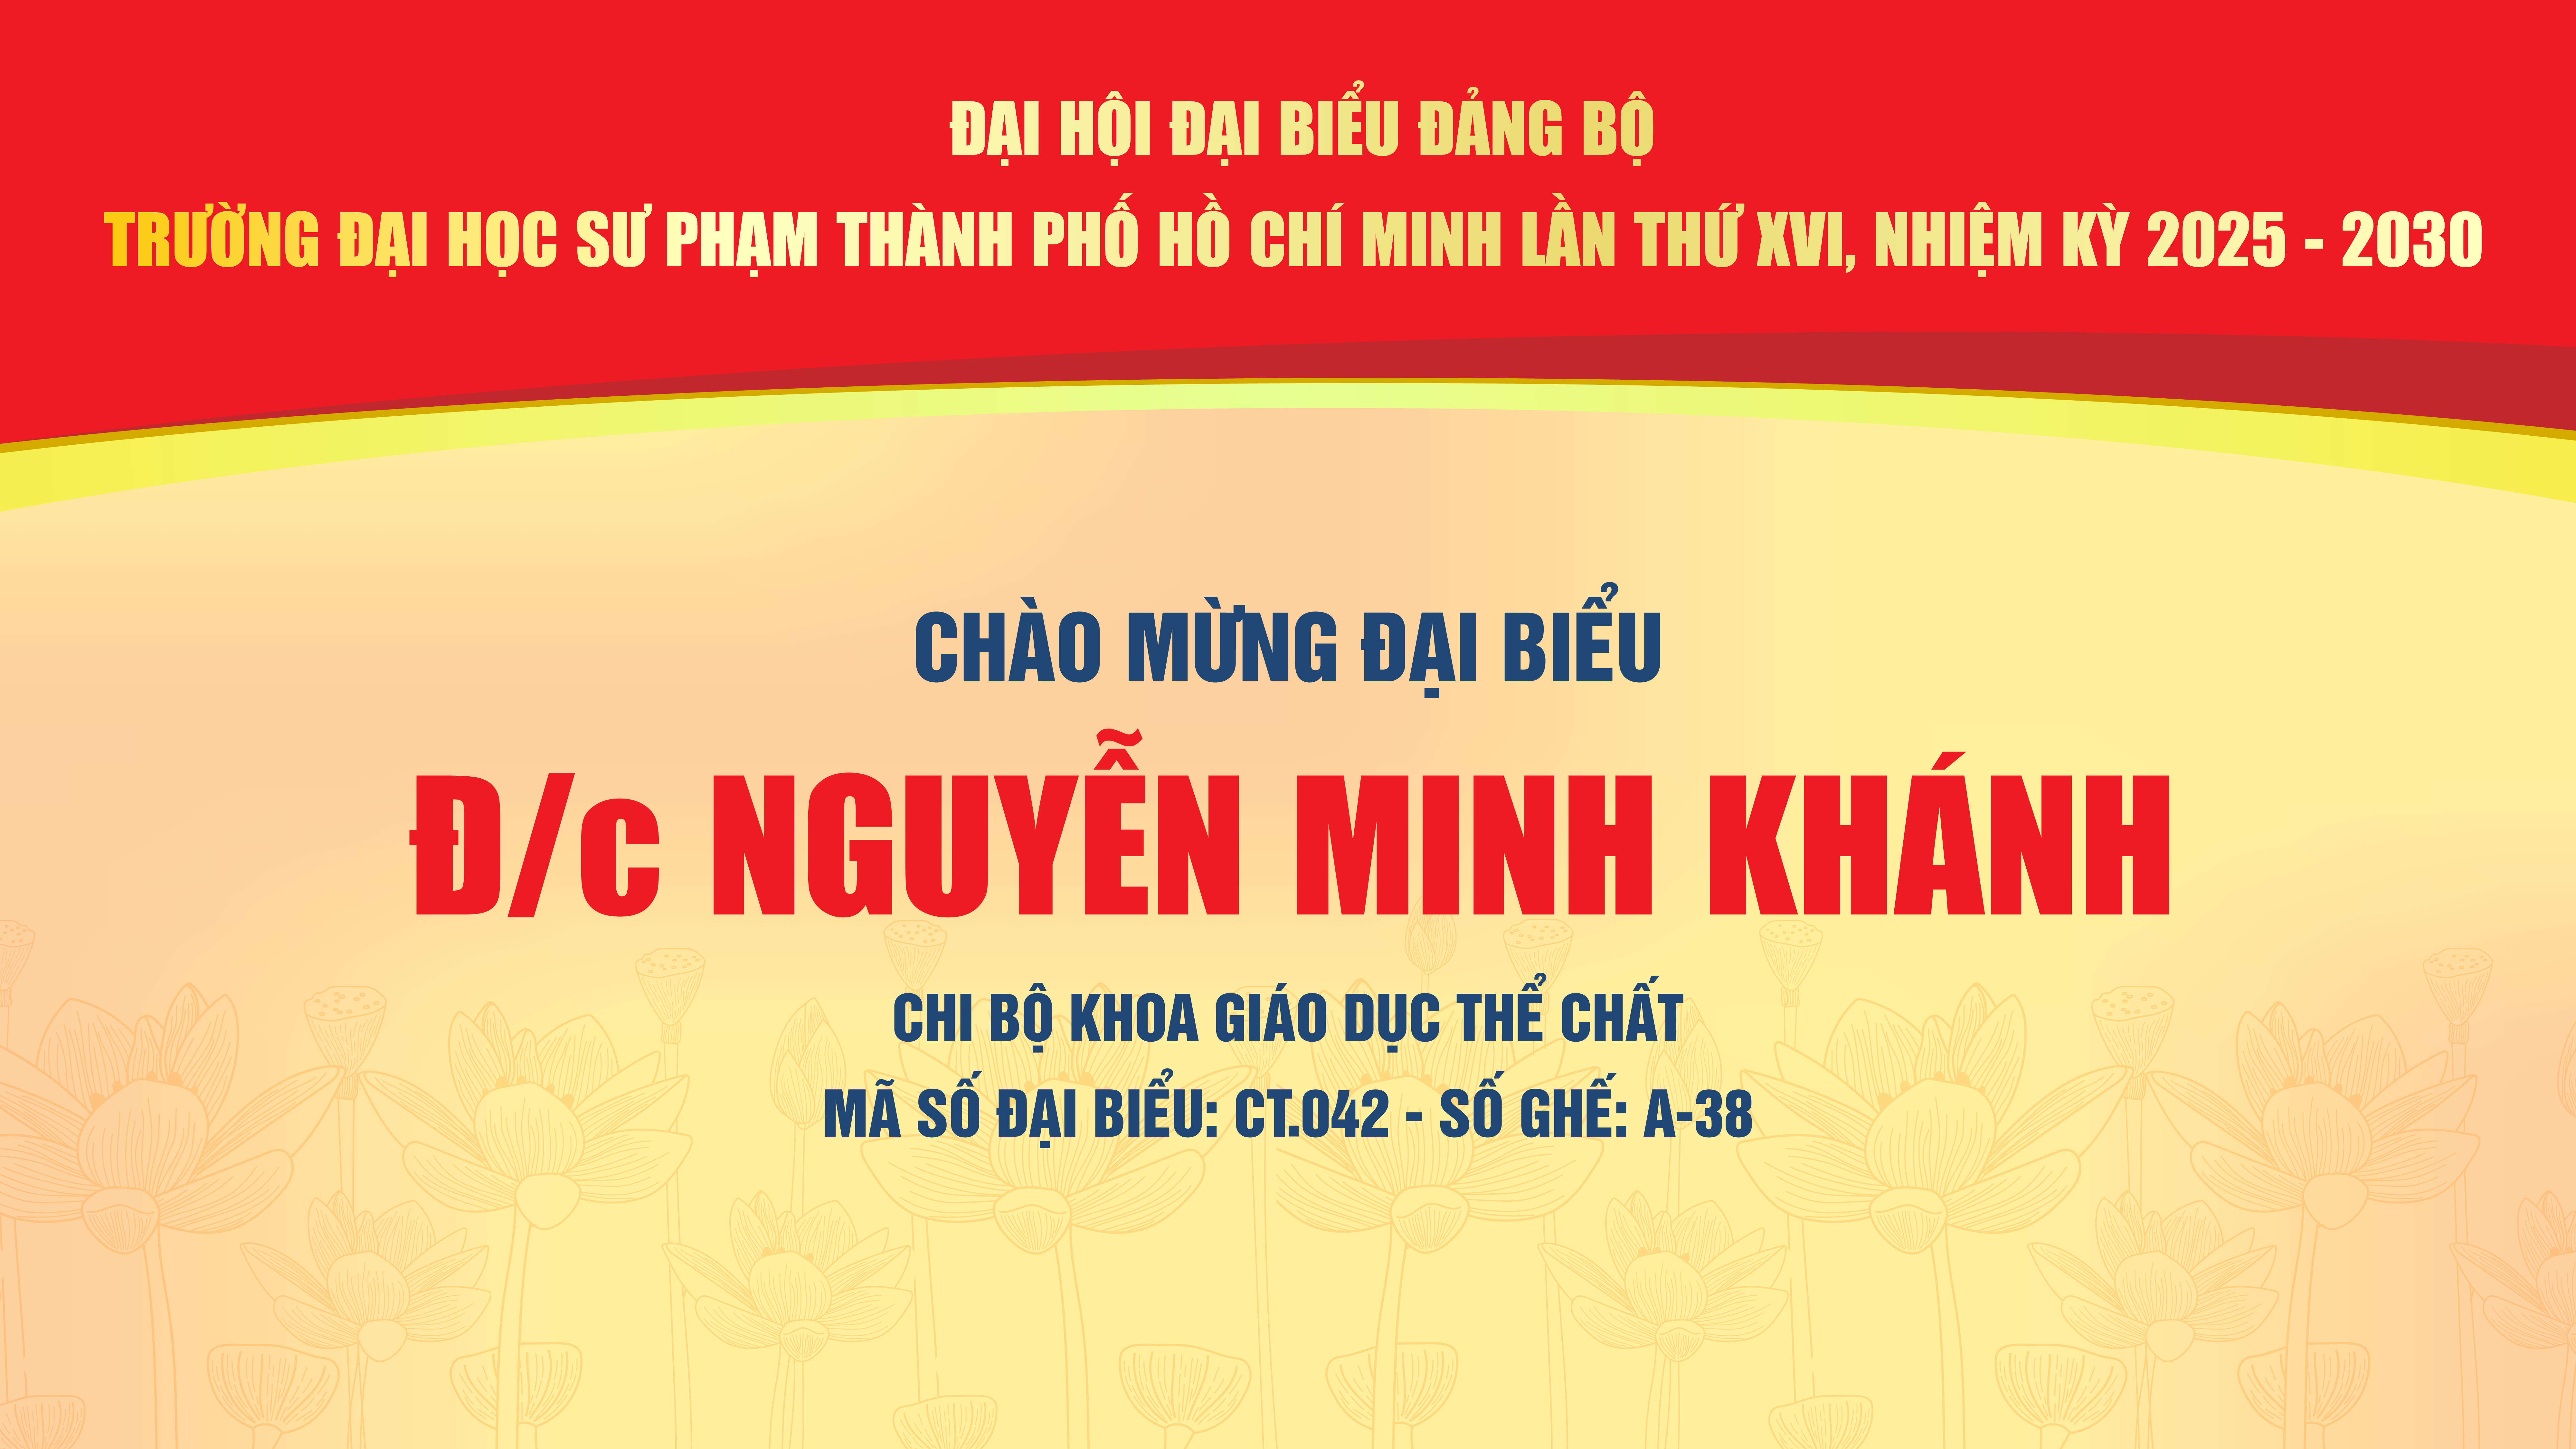 ĐẠI HỘI ĐẠI BIỂU ĐẢNG BỘ
TRƯỜNG ĐẠI HỌC SƯ PHẠM THÀNH PHỐ HỒ CHÍ MINH LẦN THỨ XVI, NHIỆM KỲ 2025 - 2030
CHÀO MỪNG ĐẠI BIỂU
Đ/c NGUYỄN MINH KHÁNH
CHI BỘ KHOA GIÁO DỤC THỂ CHẤT
MÃ SỐ ĐẠI BIỂU: CT.042 - SỐ GHẾ: A-38